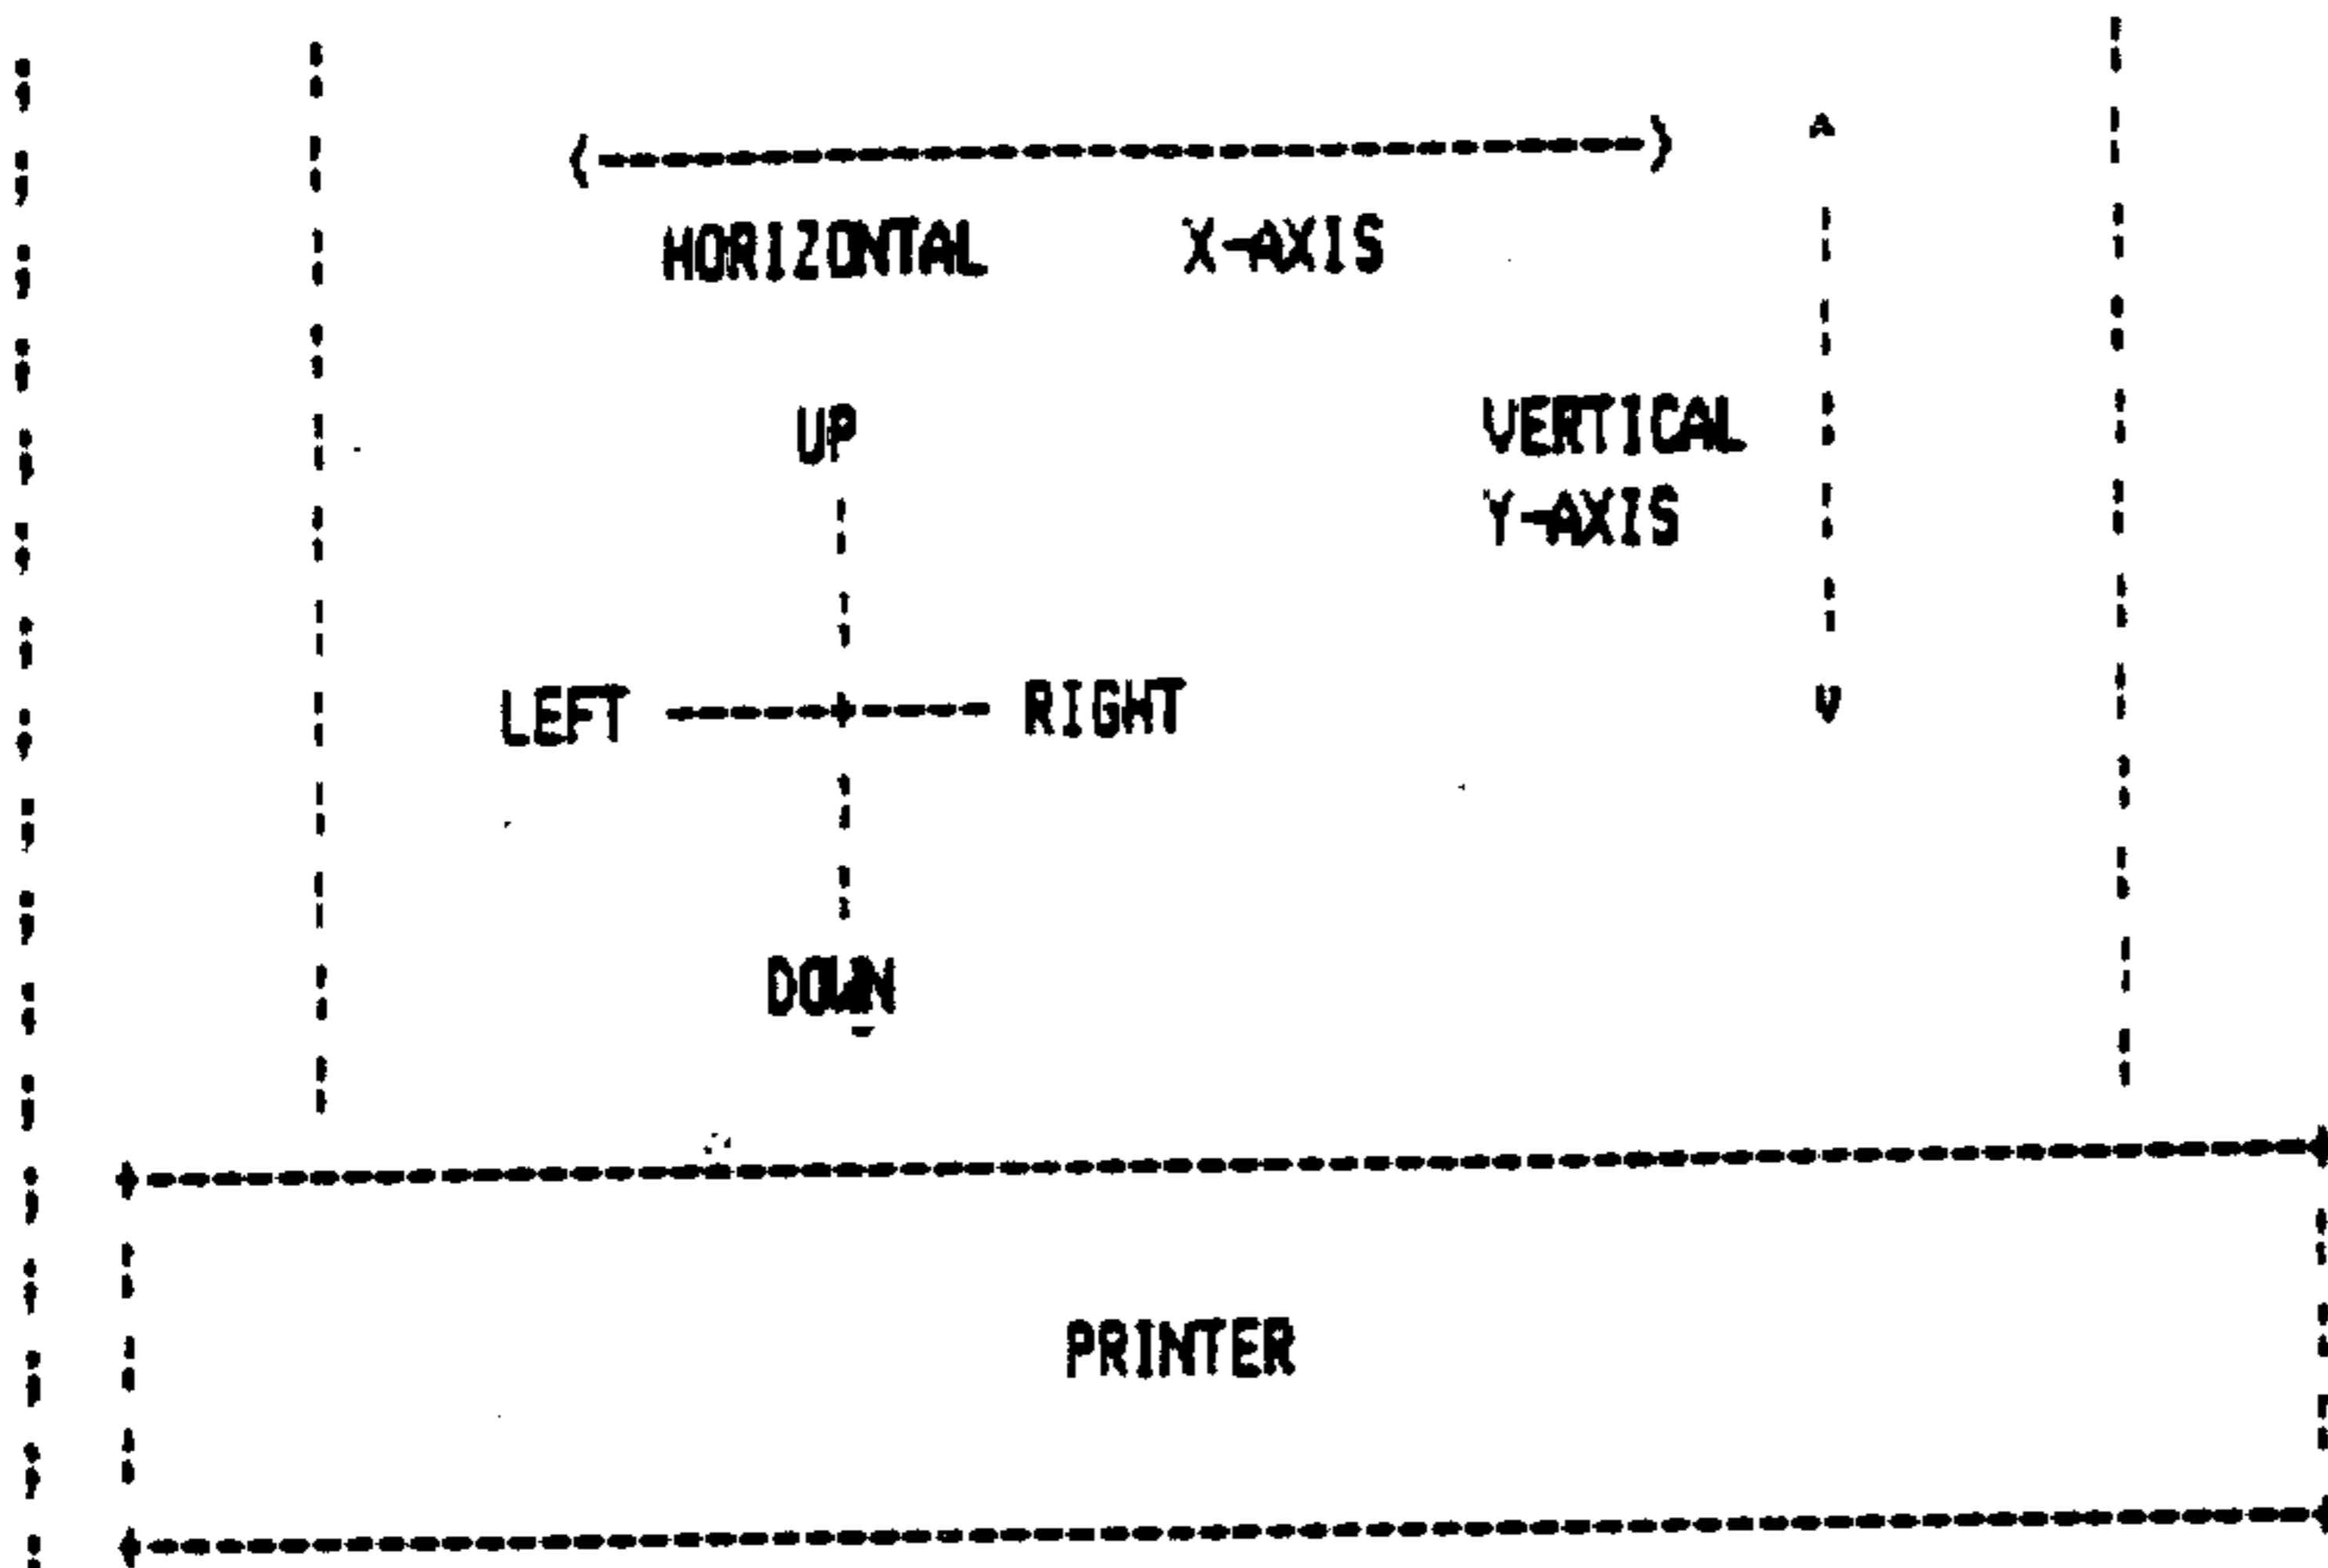 HORIZONTAL X-AXIS
UP
VERTICAL
Y-AXIS
LEFT RIGHT
DOWN
PRINTER